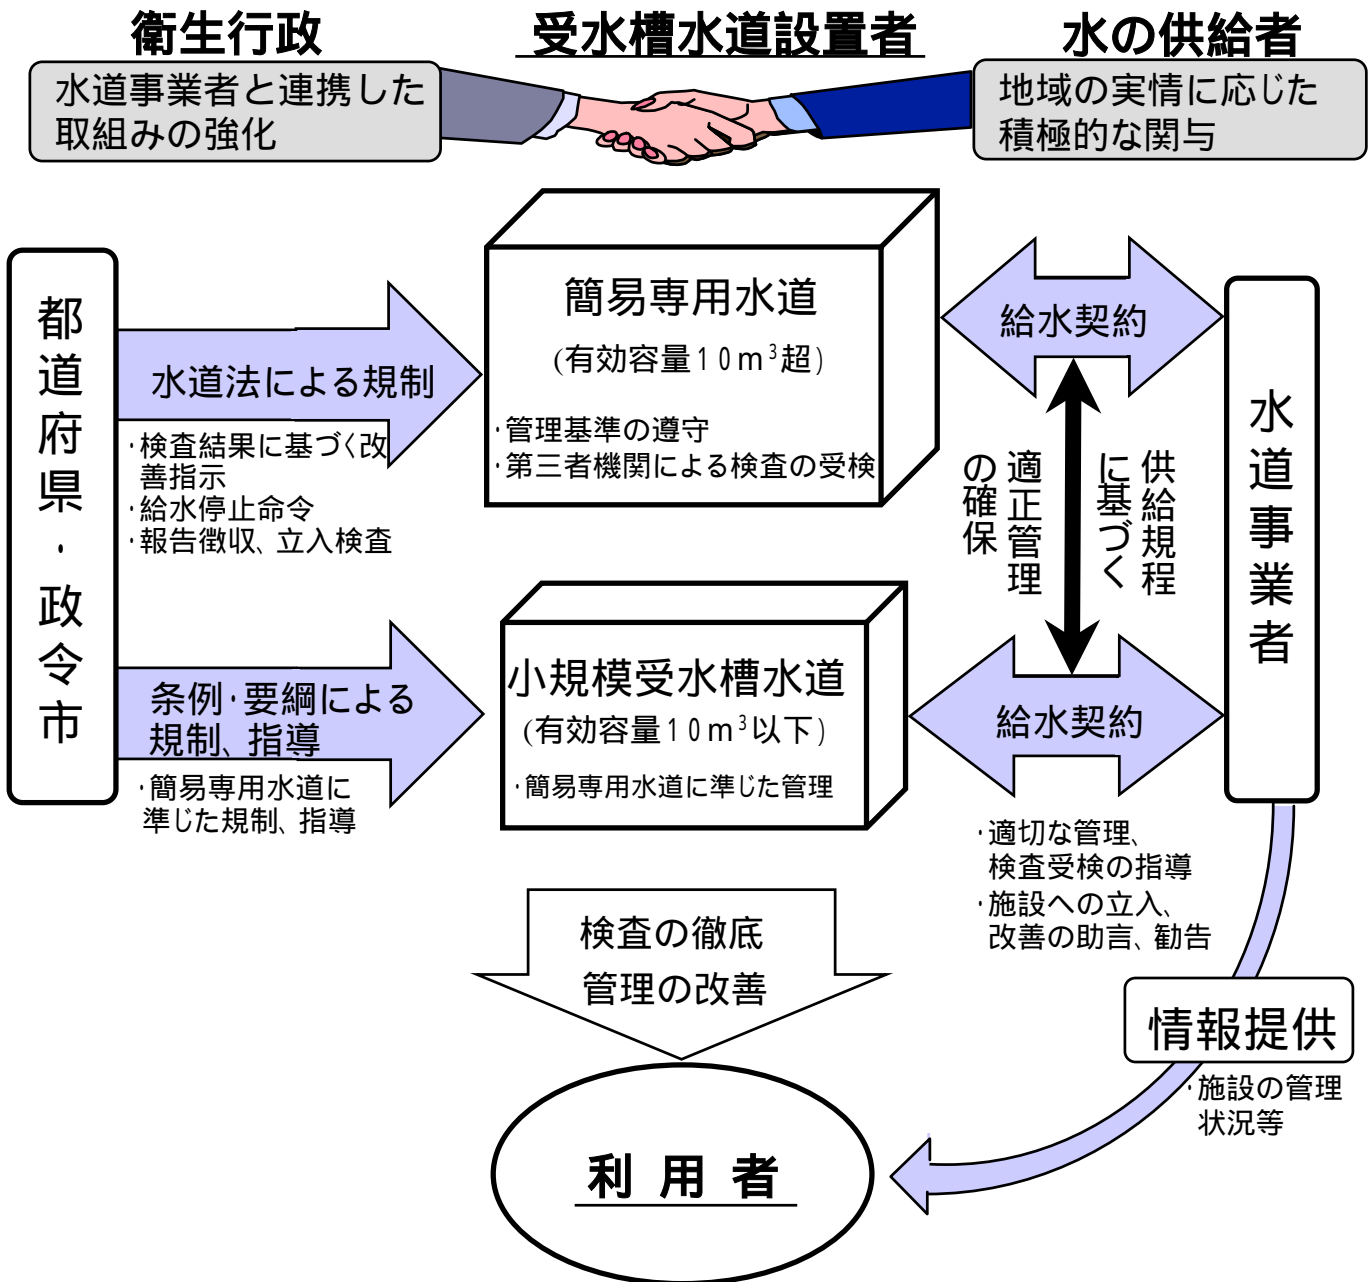 衛生行政
受水槽水道設置者
水の供給者
水道事業者と連携した
取組みの強化
地域の実情に応じた
積極的な関与
都道府県・政令市
水道法による規制
・検査結果に基づく改
善指示
・給水停止命令
・報告徴収、立入検査
簡易専用水道
(有効容量10m³超)
・管理基準の遵守
・第三者機関による検査の受検
給水契約
供給規程
に基づく
適正管理
の確保
水道事業者
条例・要綱による
規制、指導
・簡易専用水道に
準じた規制、指導
小規模受水槽水道
(有効容量10m³以下)
・簡易専用水道に準じた管理
給水契約
・適切な管理、
検査受検の指導
・施設への立入、
改善の助言、勧告
検査の徹底
管理の改善
情報提供
・施設の管理
状況等
利用者